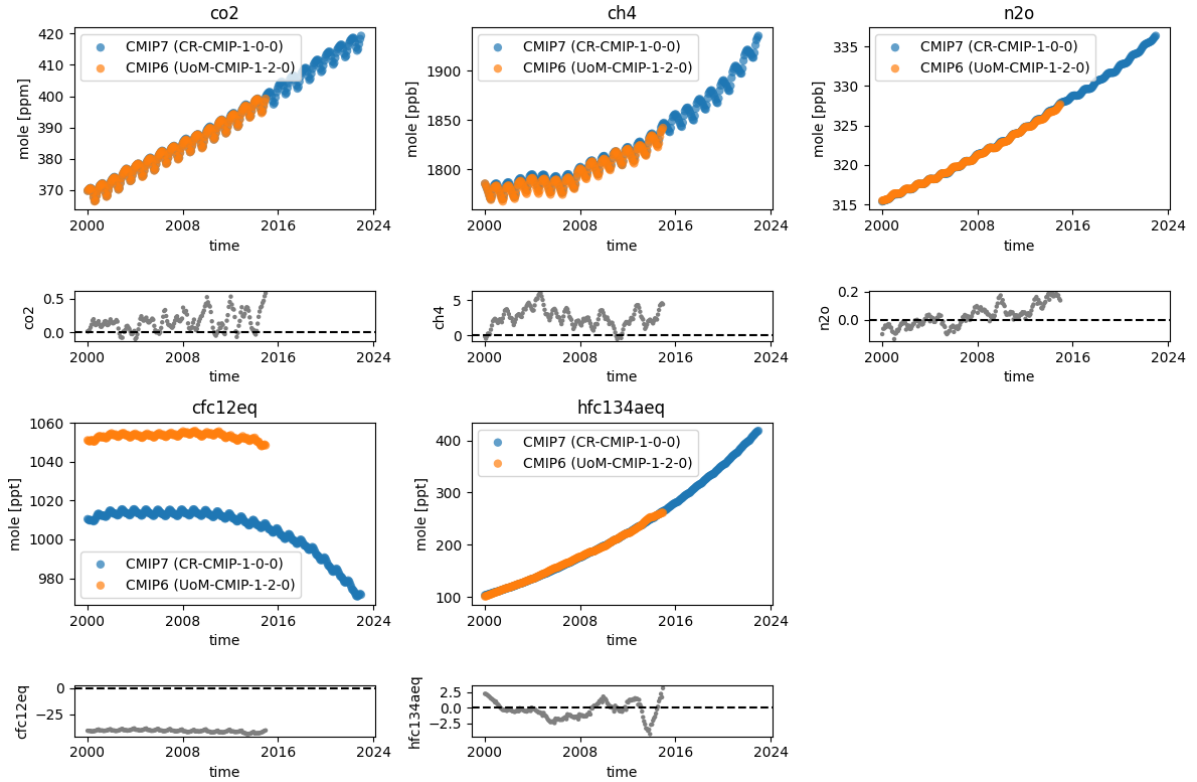 co2
420
410
400
390
380
370
mole [ppm]
CMIP7 (CR-CMIP-1-0-0)
CMIP6 (UoM-CMIP-1-2-0)
2000 2008 2016 2024
time
ch4
1900
1850
1800
mole [ppb]
CMIP7 (CR-CMIP-1-0-0)
CMIP6 (UoM-CMIP-1-2-0)
2000 2008 2016 2024
time
n2o
335
330
325
320
315
mole [ppb]
CMIP7 (CR-CMIP-1-0-0)
CMIP6 (UoM-CMIP-1-2-0)
2000 2008 2016 2024
time
co2
0.5
0.0
2000 2008 2016 2024
time
ch4
5
0
2000 2008 2016 2024
time
n2o
0.2
0.0
2000 2008 2016 2024
time
cfc12eq
1060
1040
1020
1000
980
mole [ppt]
CMIP7 (CR-CMIP-1-0-0)
CMIP6 (UoM-CMIP-1-2-0)
2000 2008 2016 2024
time
hfc134aeq
400
300
200
100
mole [ppt]
CMIP7 (CR-CMIP-1-0-0)
CMIP6 (UoM-CMIP-1-2-0)
2000 2008 2016 2024
time
cfc12eq
0
−25
2000 2008 2016 2024
time
hfc134aeq
2.5
0.0
−2.5
2000 2008 2016 2024
time